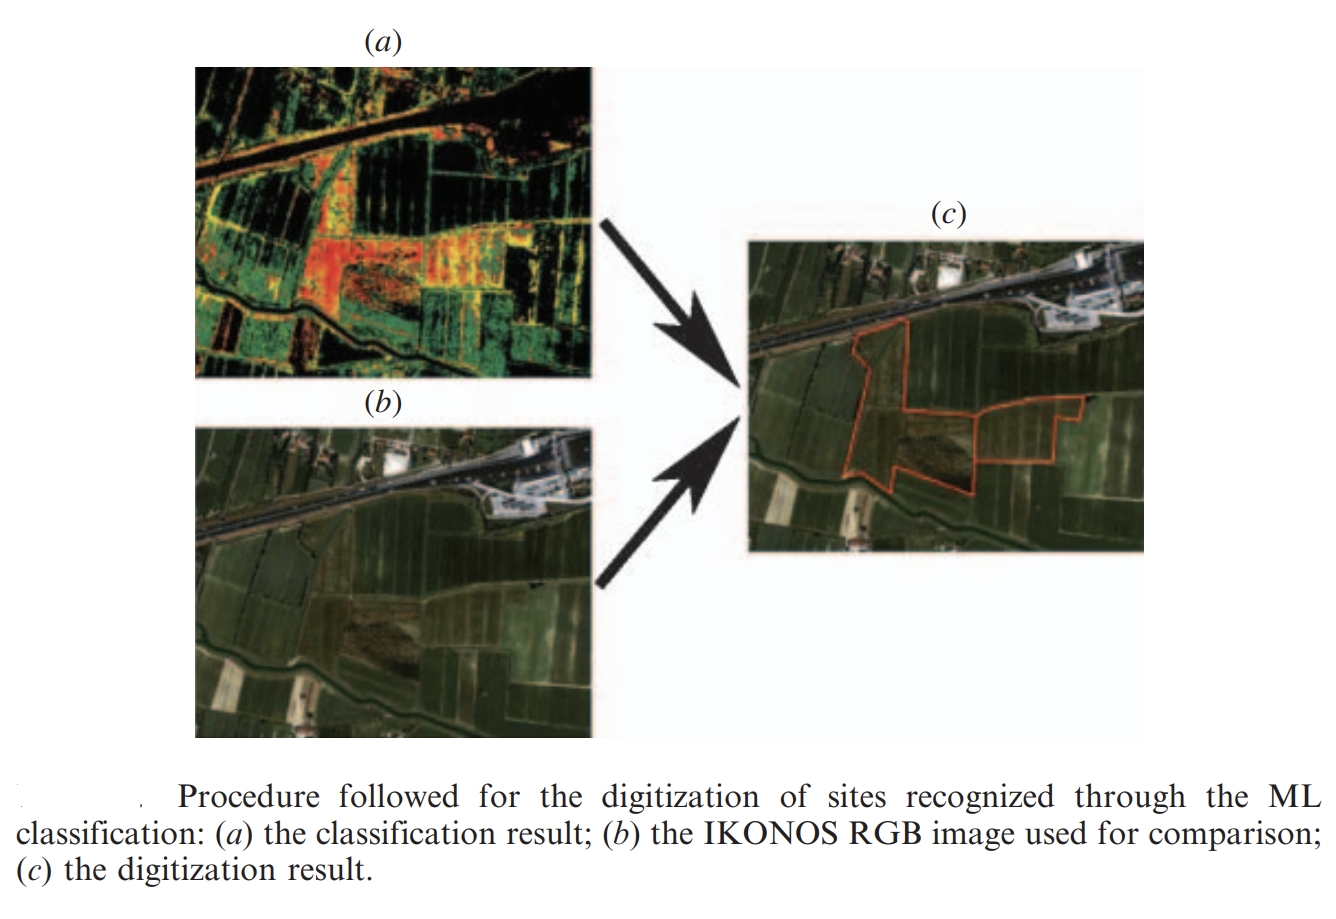 (a)
(c)
(b)
Procedure followed for the digitization of sites recognized through the ML
classification: (a) the classification result; (b) the IKONOS RGB image used for comparison;
(c) the digitization result.